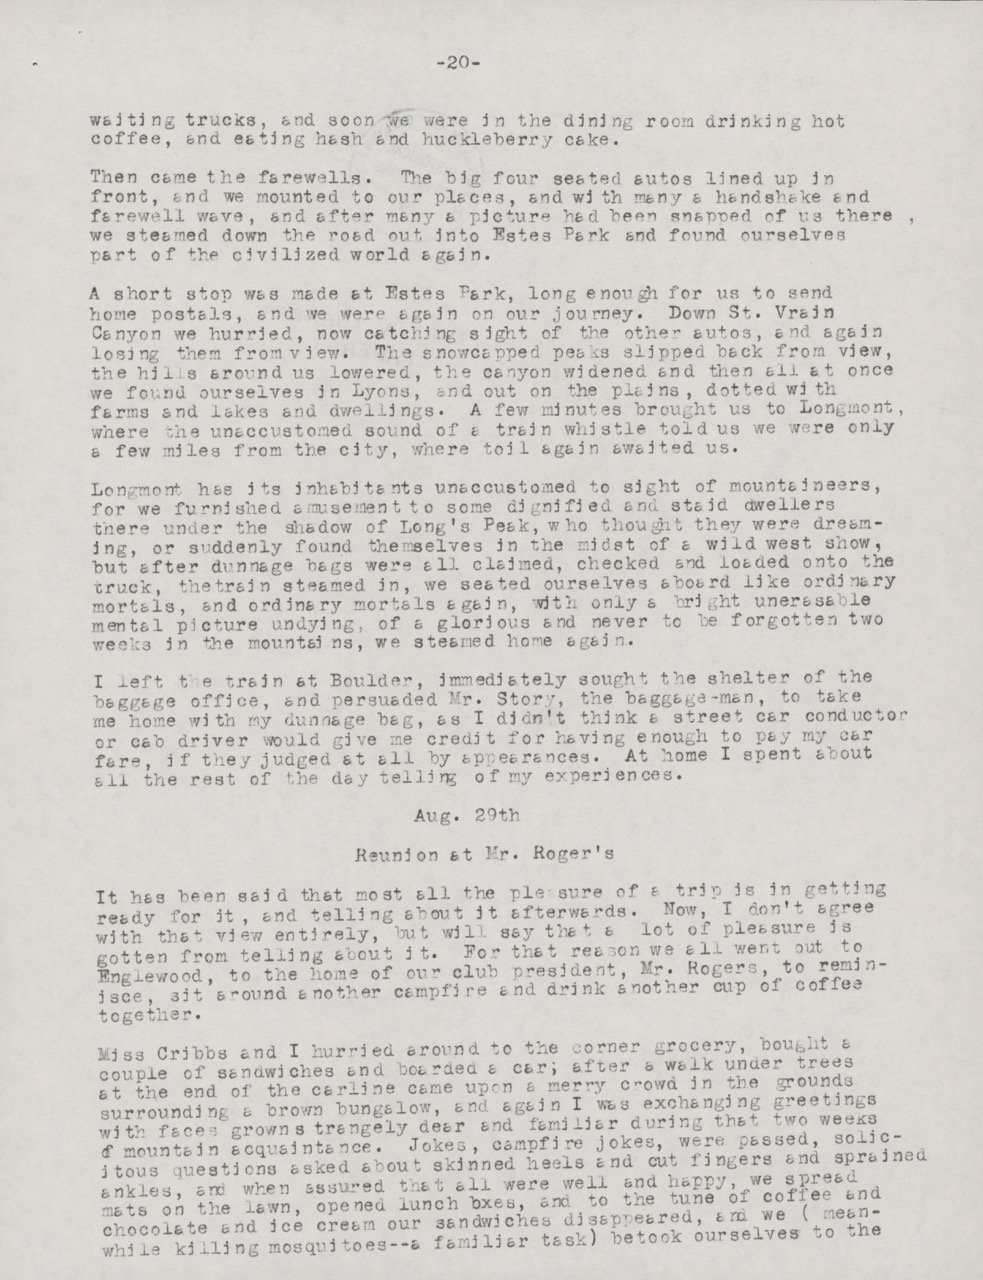 -20-
waiting trucks, and soon we were in the dining room drinking hot
coffee, and eating hash and huckleberry cake.
Then came the farewells. The big four seated autos lined up in
front, and we mounted to our places, and with many a handshake and
farewell wave, and after many a picture had been snapped of us there ,
we steamed down the road out into Estes Park and found ourselves
part of the civilized world again.
A short stop was made at Estes Park, long enough for us to send
home postals, and we were again on our journey. Down St. Vrain
Canyon we hurried, now catching sight of the other autos, and again
losing them from view. The snowcapped peaks slipped back from view,
the hills around us lowered, the canyon widened and then all at once
we found ourselves in Lyons, and out on the plains, dotted with
farms and lakes and dwellings. A few minutes brought us to Longmont,
where the unaccustomed sound of a train whistle told us we were only
a few miles from the city, where toil again awaited us.
Longmont has its inhabitants unaccustomed to sight of mountaineers,
for we furnished amusement to some dignified and staid dwellers
there under the shadow of Long's Peak, who thought they were dream-
ing, or suddenly found themselves in the midst of a wild west show,
but after dunnage bags were all claimed, checked and loaded onto the
truck, thetrain steamed in, we seated ourselves aboard like ordinary
mortals, and ordinary mortals again, with only a bright unerasable
mental picture undying, of a glorious and never to be forgotten two
weeks in the mountains, we steamed home again.
I left the train at Boulder, immediately sought the shelter of the
baggage office, and persuaded Mr. Story, the baggage-man, to take
me home with my dunnage bag, as I didn't think a street car conductor
or cab driver would give me credit for having enough to pay my car
fare, if they judged at all by appearances. At home I spent about
all the rest of the day telling of my experiences.
Aug. 29th
Reunion at Mr. Roger's
It has been said that most all the pleasure of a trip is in getting
ready for it, and telling about it afterwards. Now, I don't agree
with that view entirely, but will say that a lot of pleasure is
gotten from telling about it. For that reason we all went out to
Englewood, to the home of our club president, Mr. Rogers, to remin-
isce, sit around another campfire and drink another cup of coffee
together.
Miss Cribbs and I hurried around to the corner grocery, bought a
couple of sandwiches and boarded a car; after a walk under trees
at the end of the carline came upon a merry crowd in the grounds
surrounding a brown bungalow, and again I was exchanging greetings
with faces grown strangely dear and familiar during that two weeks
of mountain acquaintance. Jokes, campfire jokes, were passed, solic-
itous questions asked about skinned heels and cut fingers and sprained
ankles, and when assured that all were well and happy, we spread
mats on the lawn, opened lunch bxes, and to the tune of coffee and
chocolate and ice cream our sandwiches disappeared, and we ( mean-
while killing mosquitoes--a familiar task) betook ourselves to the